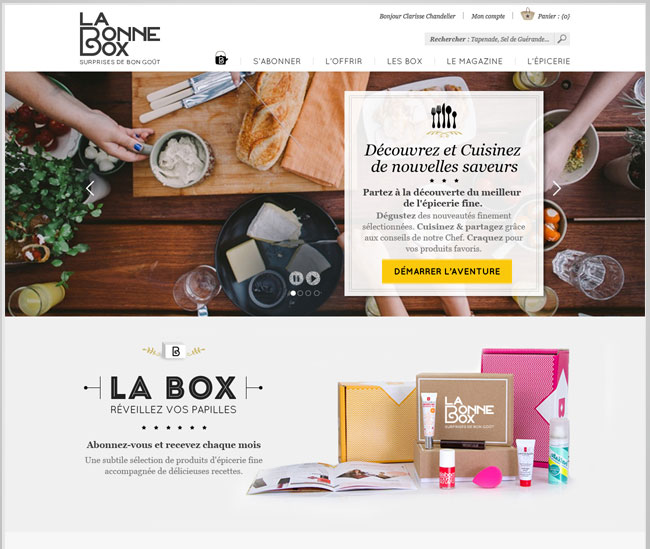 LA
BONNE
BOX
SURPRISES DE BON GOÛT
Bonjour Clarisse Chandelier
Mon compte
Panier : (0)
Rechercher : Tapenade, Sel de Guérande...
B
S'ABONNER
L'OFFRIR
LES BOX
LE MAGAZINE
L'ÉPICERIE
Découvrez et Cuisinez
de nouvelles saveurs
Partez à la découverte du meilleur
de l'épicerie fine.
Dégustez des nouveautés finement
sélectionnées. Cuisinez & partagez grâce
aux conseils de notre Chef. Craquez pour
vos produits favoris.
DÉMARRER L'AVENTURE
B
LA BOX
RÉVEILLEZ VOS PAPILLES
Abonnez-vous et recevez chaque mois
Une subtile sélection de produits d'épicerie fine
accompagnée de délicieuses recettes.
LA
BONNE
BOX
SURPRISES DE BON GOÛT